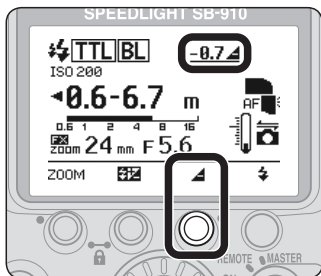 SPEEDLIGHT SB-910
TTL BL -0.7
ISO 200
0.6-6.7 m
AF
0.6 1 2 4 8 16
FX
Zoom 24 mm F5.6
ZOOM
REMOTE MASTER